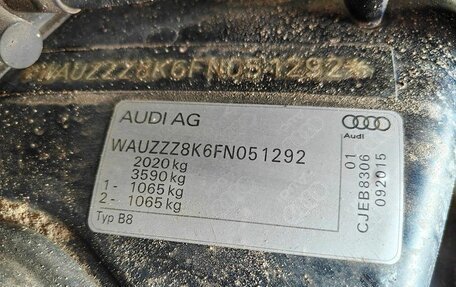 *WAUZZZ8K6FN051292*
AUDI AG
Audi
WAUZZZ8K6FN051292
2020kg
3590kg
1- 1065kg
2- 1065kg
Typ B8
01
CJEB8306
092015